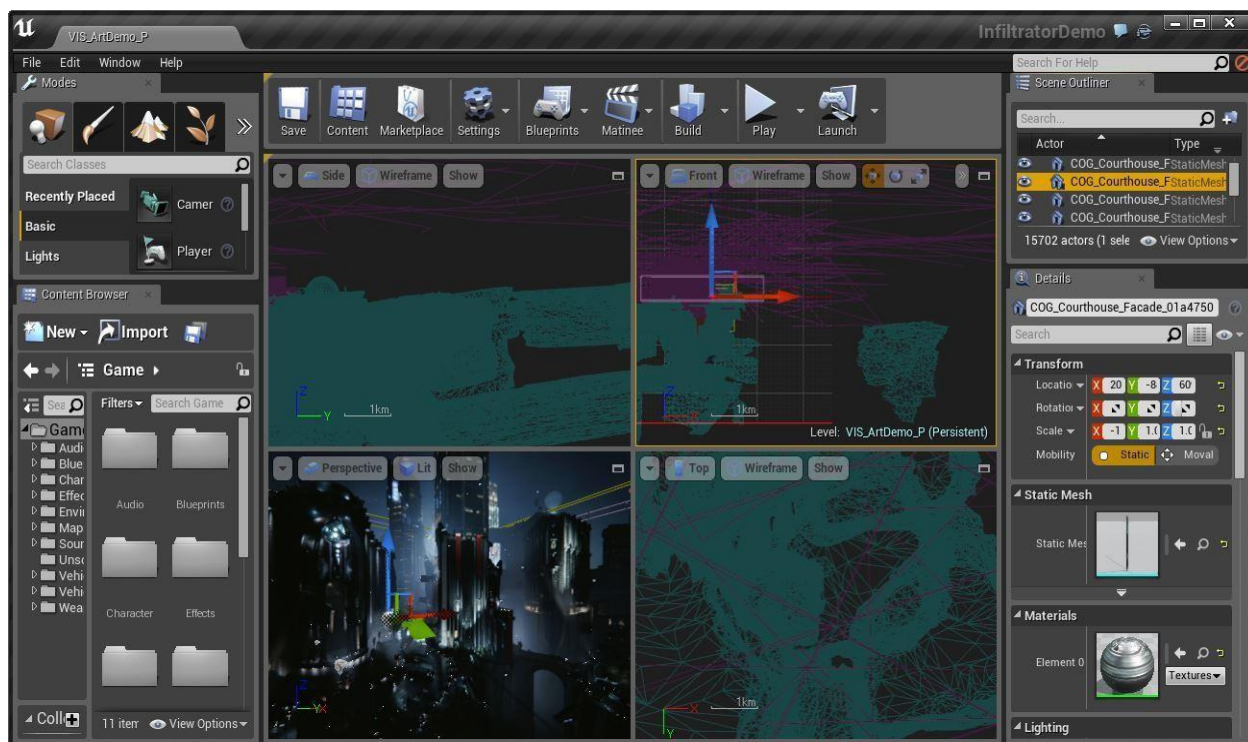 VIS_ArtDemo_P
InfiltratorDemo
File Edit Window Help
Search For Help
Modes
Search Classes
Recently Placed
Basic
Lights
Camer
Player
Save Content Marketplace Settings Blueprints Matinee Build Play Launch
Side Wireframe Show
Z
Y
1km
Front Wireframe Show
Z
X
1km
Level: VIS_ArtDemo_P (Persistent)
Perspective Lit Show
Z
Y X
Top Wireframe Show
X
Y
1km
Content Browser
New Import
Game
Sea
Filters Search Game
Game
Audi
Blue
Char
Effec
Envi
Map
Sour
Unso
Vehi
Vehi
Wea
Audio Blueprints
Character Effects
Coll
11 iter View Options
Scene Outliner
Search...
Actor Type
COG_Courthouse_F StaticMesh
COG_Courthouse_F StaticMesh
COG_Courthouse_F StaticMesh
COG_Courthouse_F StaticMesh
15702 actors (1 sele View Options
Details
COG_Courthouse_Facade_01a4750
Search
Transform
Locatio X 20 Y -8 Z 60
Rotatio X Y Z
Scale X -1 Y 1.0 Z 1.0
Mobility Static Moval
Static Mesh
Static Mes
Materials
Element 0
Textures
Lighting